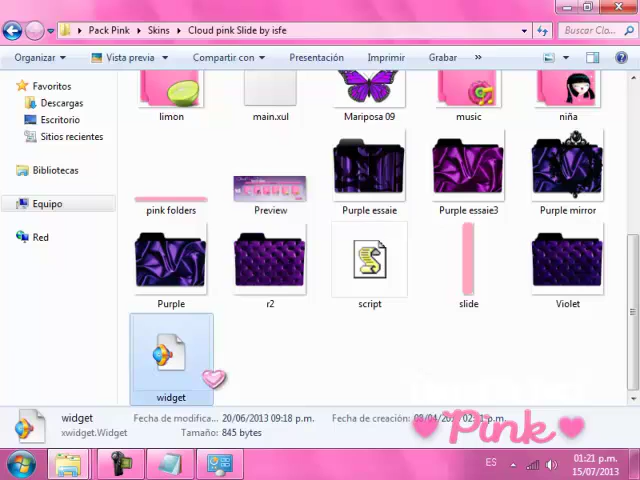 Pack Pink ▸ Skins ▸ Cloud pink Slide by isfe
Buscar Clo...
Organizar
Vista previa
Compartir con
Presentación
Imprimir
Grabar
»
Favoritos
Descargas
Escritorio
Sitios recientes
Bibliotecas
Equipo
Red
limon
main.xul
Mariposa 09
music
niña
pink folders
Preview
Purple essaie
Purple essaie3
Purple mirror
Purple
r2
script
slide
Violet
widget
widget
Fecha de modifica... 20/06/2013 09:18 p.m.
Fecha de creación:
xwidget.Widget
Tamaño: 845 bytes
Pink
ES
01:21 p.m.
15/07/2013